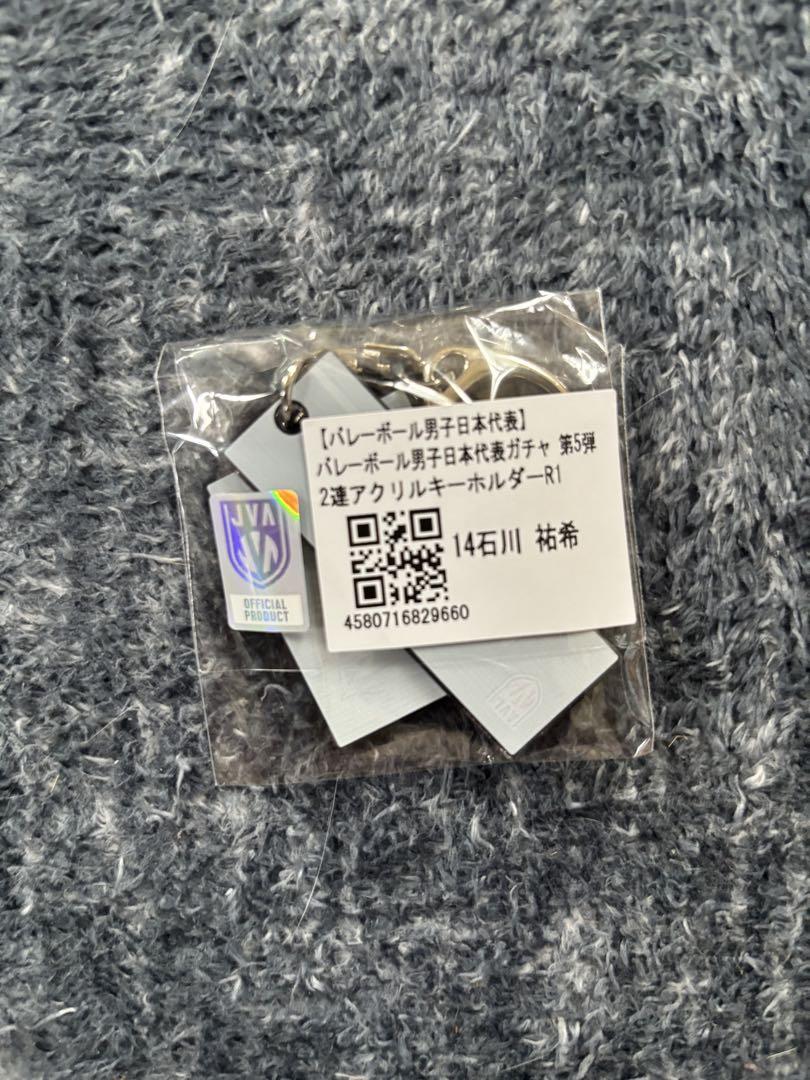 【バレーボール男子日本代表】
バレーボール男子日本代表ガチャ 第5弾
2連アクリルキーホルダーR1
14石川 祐希
4580716829660
JVA
OFFICIAL
PRODUCT
JVA